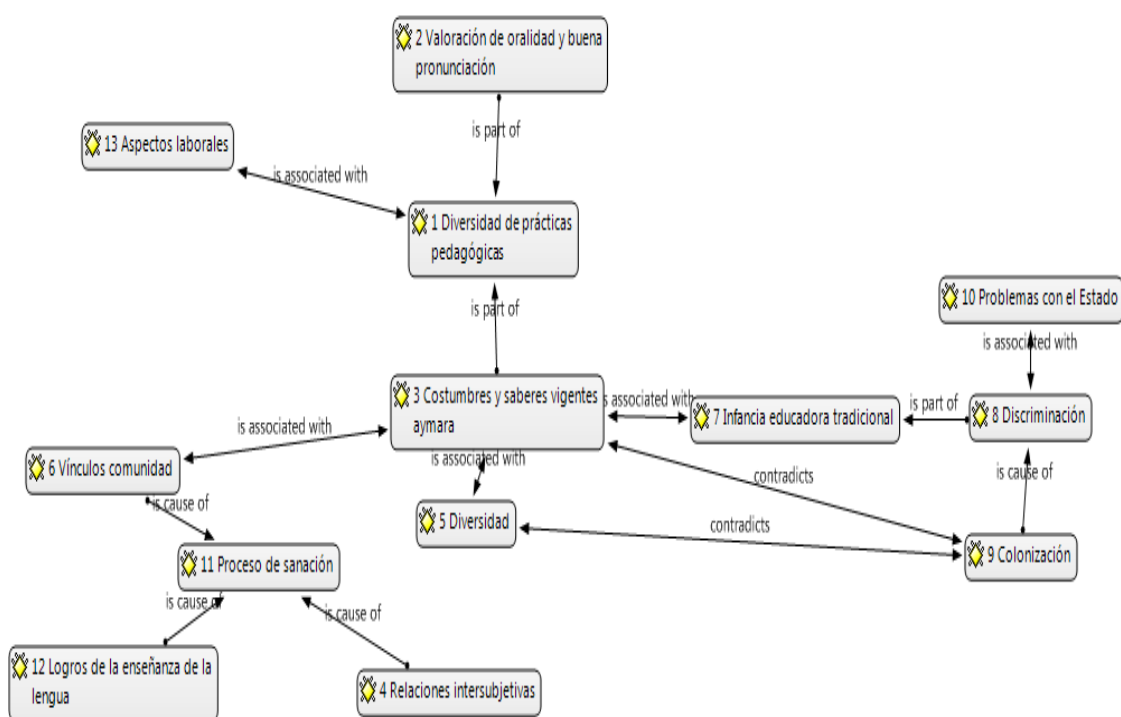 2 Valoración de oralidad y buena
pronunciación
is part of
13 Aspectos laborales
is associated with
1 Diversidad de prácticas
pedagógicas
is part of
10 Problemas con el Estado
is associated with
3 Costumbres y saberes vigentes
aymara
is associated with
7 Infancia educadora tradicional
is part of
8 Discriminación
is associated with
6 Vínculos comunidad
is associated with
5 Diversidad
contradicts
contradicts
is cause of
9 Colonización
is cause of
11 Proceso de sanación
is cause of
is cause of
12 Logros de la enseñanza de la
lengua
4 Relaciones intersubjetivas